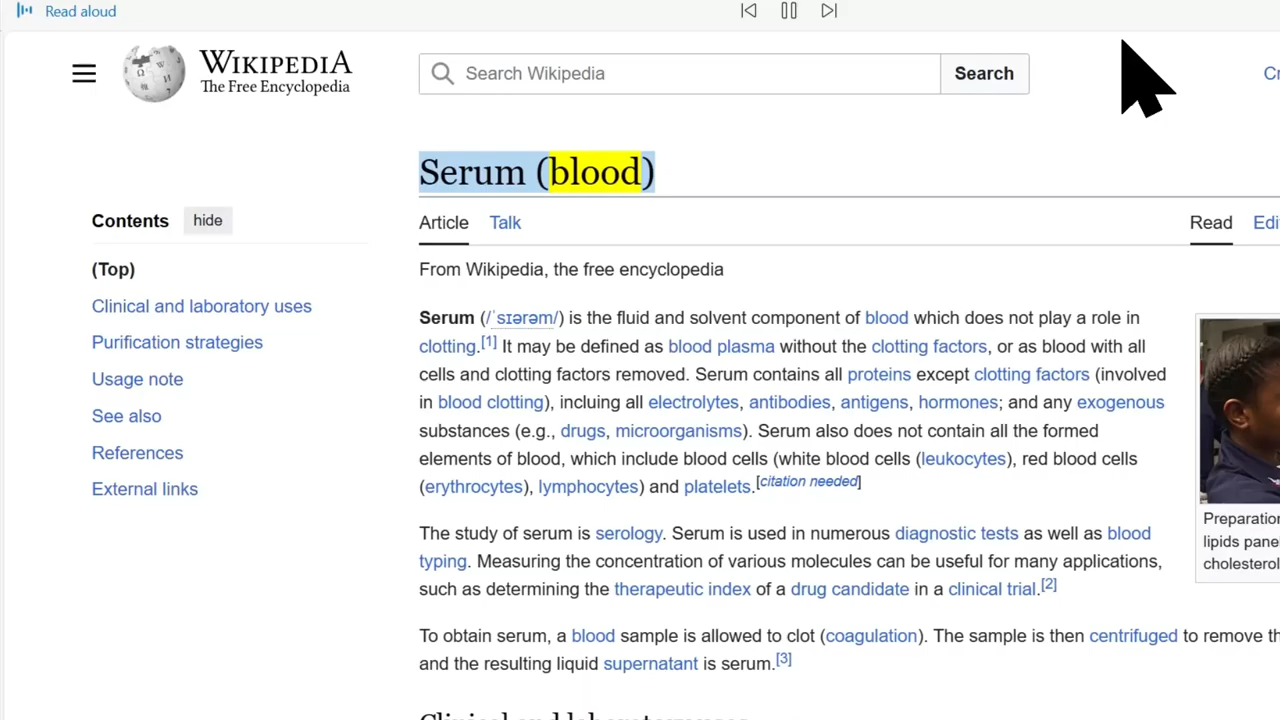 Read aloud
WIKIPEDIA
The Free Encyclopedia
Search Wikipedia
Search
Serum (blood)
Contents hide
Article Talk
Read
(Top)
Clinical and laboratory uses
Purification strategies
Usage note
See also
References
External links
From Wikipedia, the free encyclopedia
Serum (/ˈsɪərəm/) is the fluid and solvent component of blood which does not play a role in
clotting.[1] It may be defined as blood plasma without the clotting factors, or as blood with all
cells and clotting factors removed. Serum contains all proteins except clotting factors (involved
in blood clotting), incluing all electrolytes, antibodies, antigens, hormones; and any exogenous
substances (e.g., drugs, microorganisms). Serum also does not contain all the formed
elements of blood, which include blood cells (white blood cells (leukocytes), red blood cells
(erythrocytes), lymphocytes) and platelets.[citation needed]
The study of serum is serology. Serum is used in numerous diagnostic tests as well as blood
typing. Measuring the concentration of various molecules can be useful for many applications,
such as determining the therapeutic index of a drug candidate in a clinical trial.[2]
To obtain serum, a blood sample is allowed to clot (coagulation). The sample is then centrifuged to remove the
and the resulting liquid supernatant is serum.[3]
Preparation
lipids pane
cholesterol
Clinical and laboratory uses